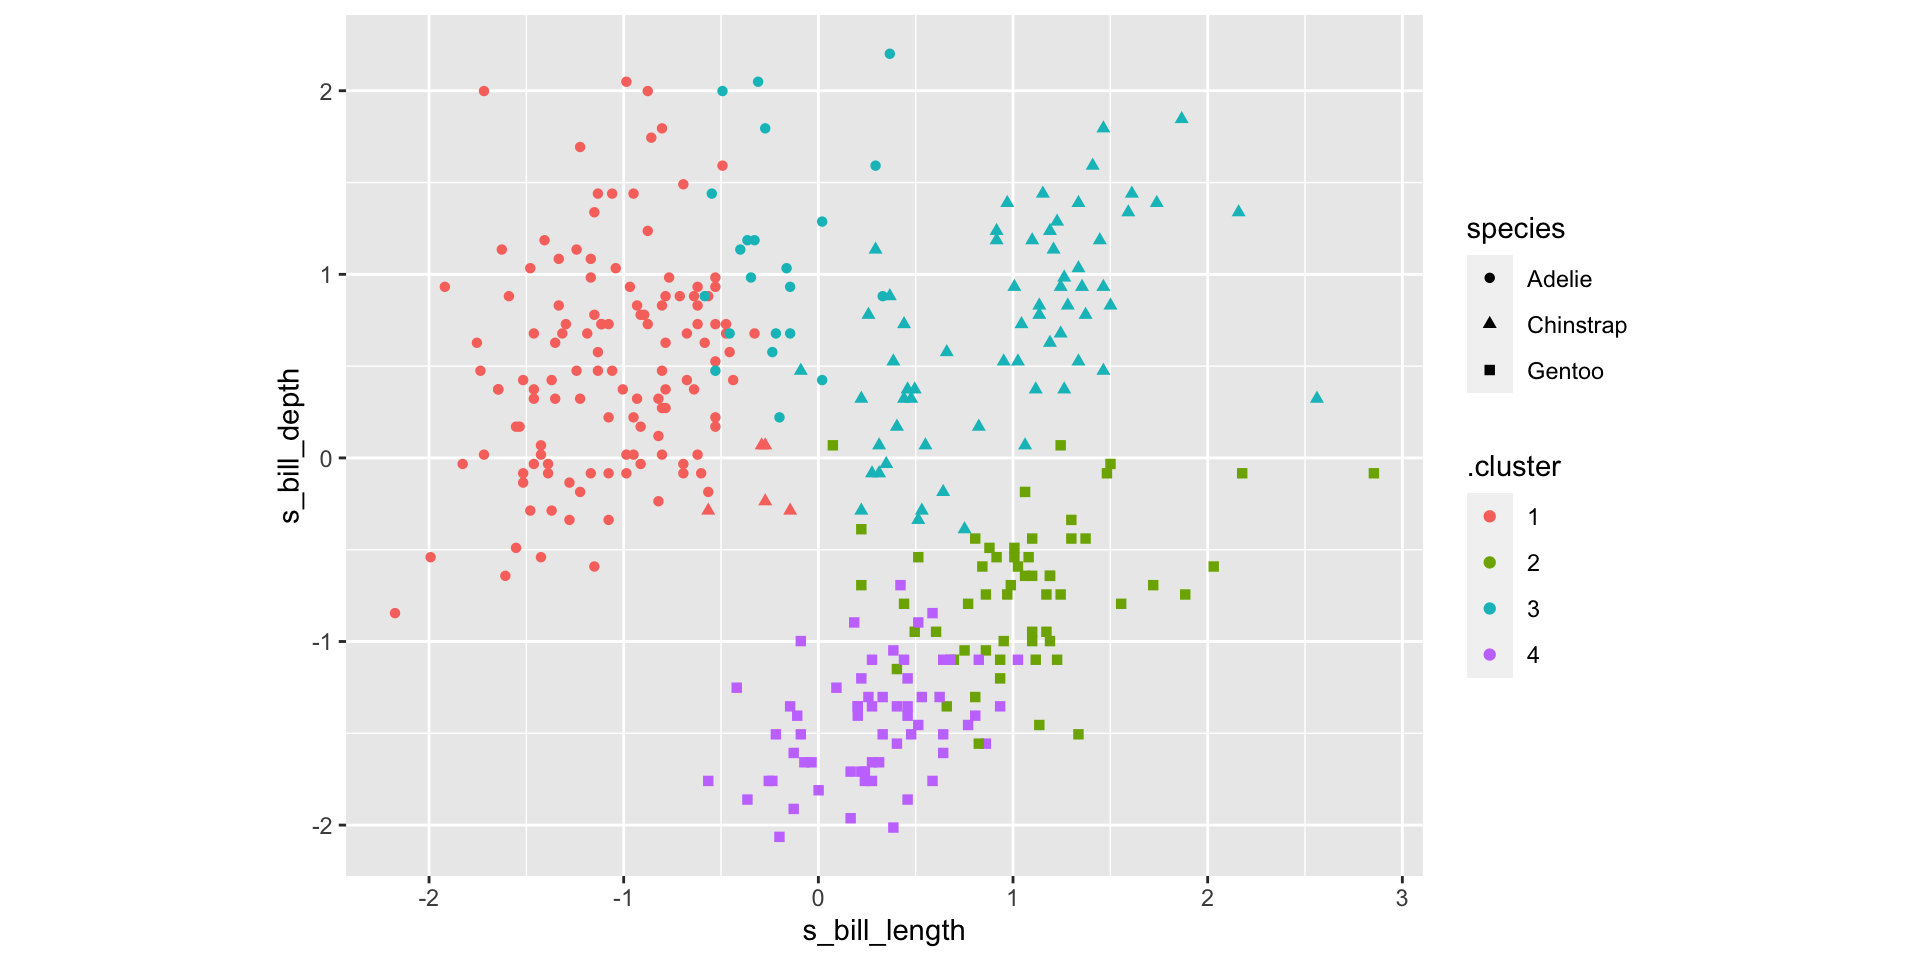 2
1
0
-1
-2
s_bill_depth
-2
-1
0
1
2
3
s_bill_length
species
Adelie
Chinstrap
Gentoo
.cluster
1
2
3
4